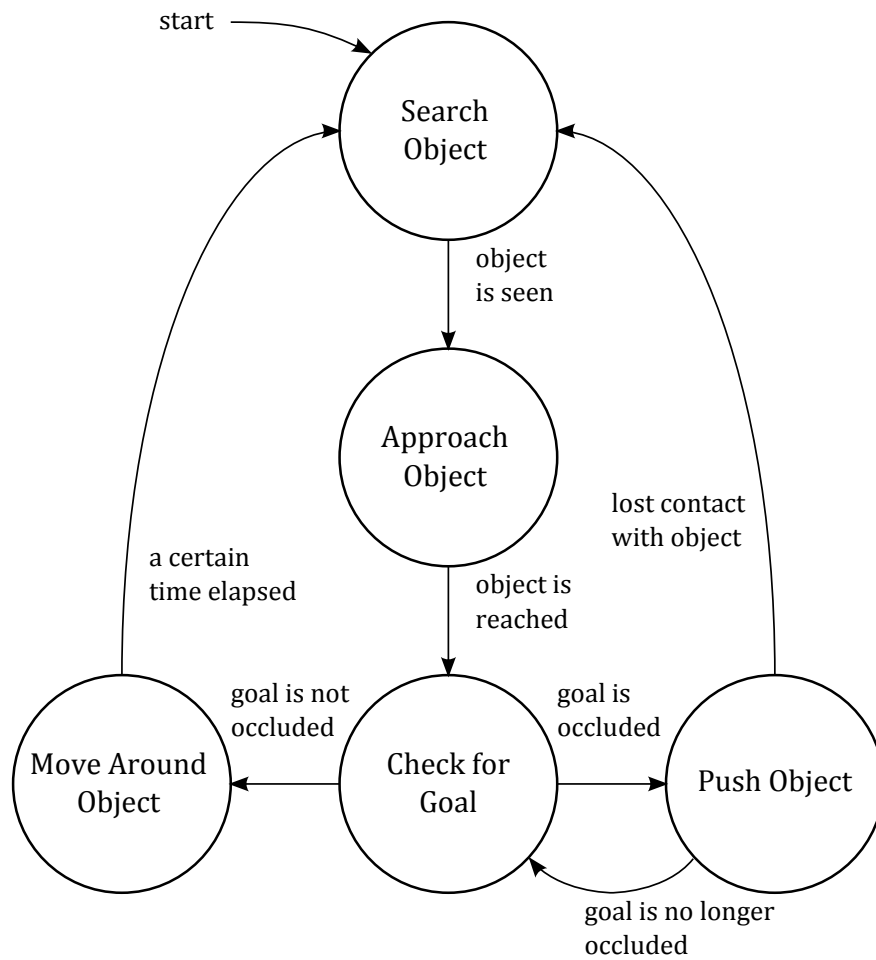 start
Search
Object
object
is seen
Approach
Object
lost contact
with object
a certain
time elapsed
object is
reached
goal is not
occluded
goal is
occluded
Move Around
Object
Check for
Goal
Push Object
goal is no longer
occluded